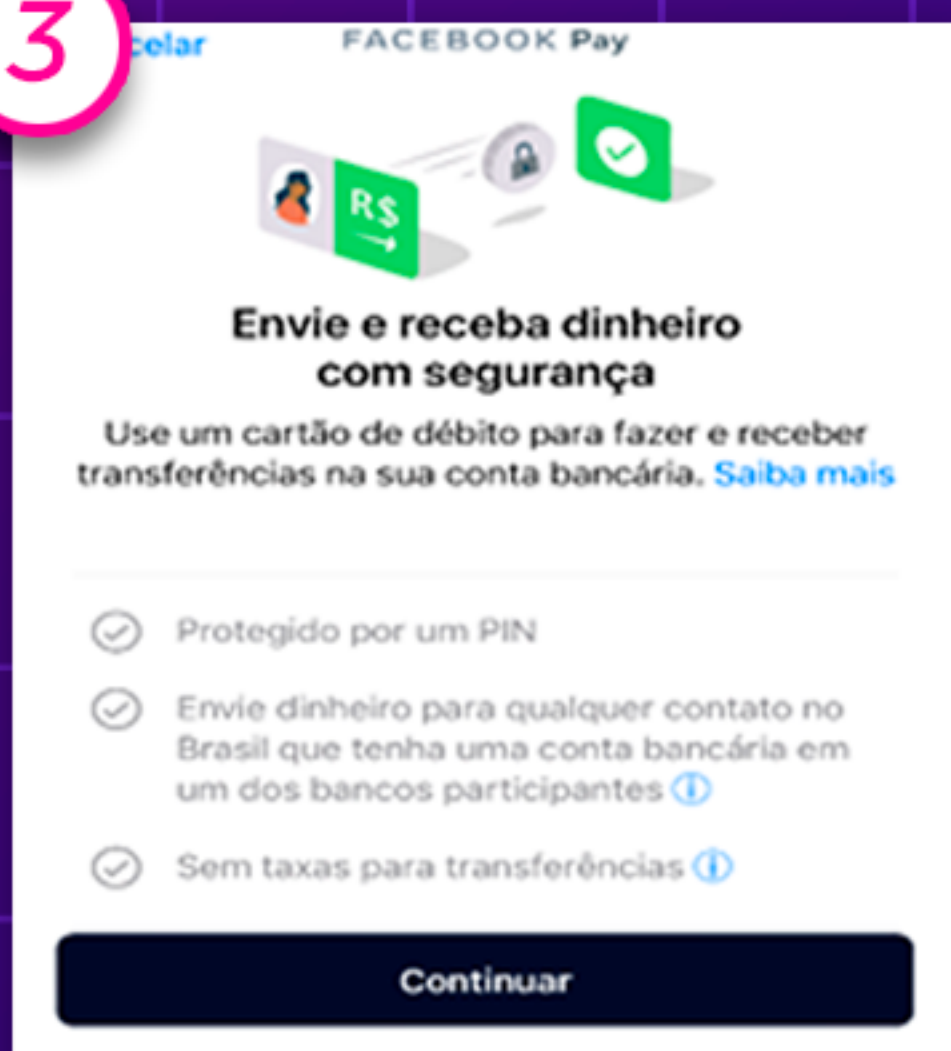 3
celar
FACEBOOK Pay
R$
Envie e receba dinheiro
com segurança
Use um cartão de débito para fazer e receber
transferências na sua conta bancária. Saiba mais
Protegido por um PIN
Envie dinheiro para qualquer contato no
Brasil que tenha uma conta bancária em
um dos bancos participantes
Sem taxas para transferências
Continuar